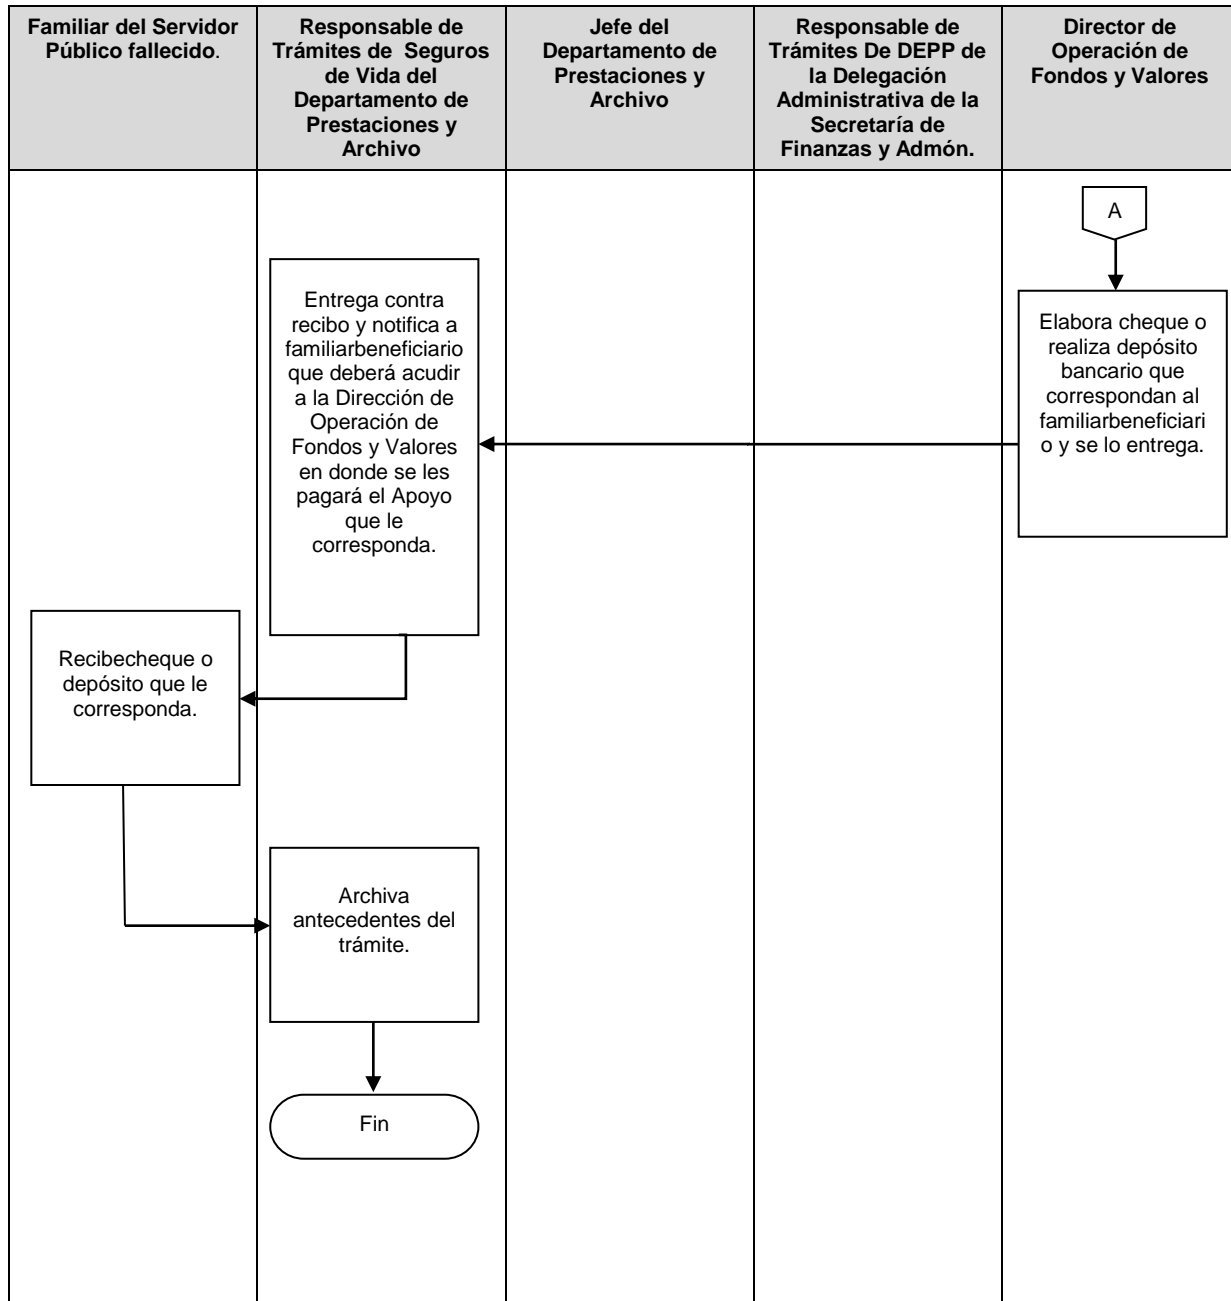 Familiar del Servidor
Público fallecido.
Responsable de
Trámites de Seguros
de Vida del
Departamento de
Prestaciones y
Archivo
Jefe del
Departamento de
Prestaciones y
Archivo
Responsable de
Trámites De DEPP de
la Delegación
Administrativa de la
Secretaría de
Finanzas y Admón.
Director de
Operación de
Fondos y Valores
A
Elabora cheque o
realiza depósito
bancario que
correspondan al
familiarbeneficiari
o y se lo entrega.
Entrega contra
recibo y notifica a
familiarbeneficiario
que deberá acudir
a la Dirección de
Operación de
Fondos y Valores
en donde se les
pagará el Apoyo
que le
corresponda.
Recibecheque o
depósito que le
corresponda.
Archiva
antecedentes del
trámite.
Fin